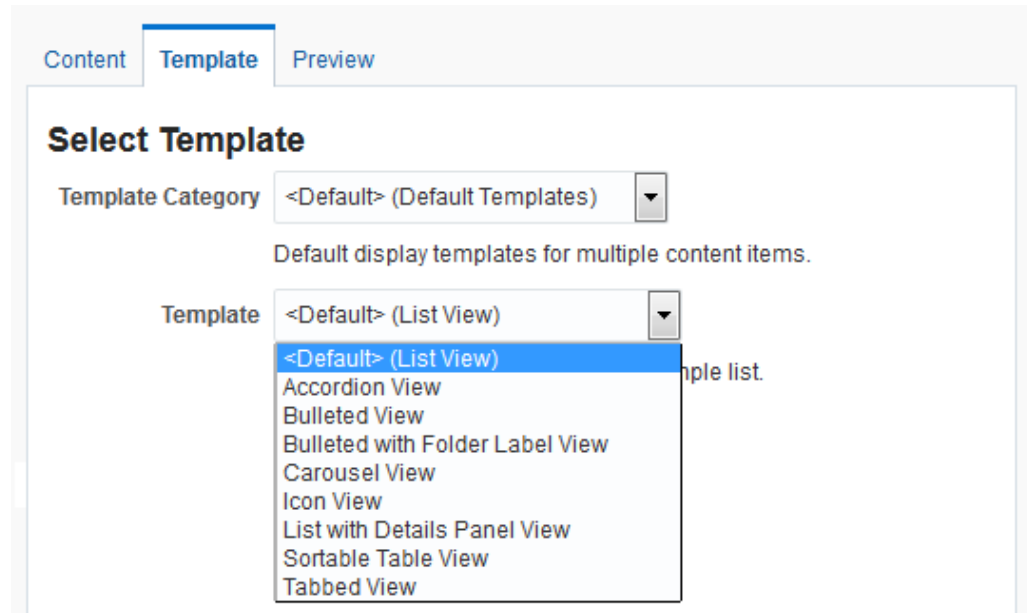 Content Template Preview
Select Template
Template Category <Default> (Default Templates)
Default display templates for multiple content items.
Template <Default> (List View)
<Default> (List View)
list.
Accordion View
Bulleted View
Bulleted with Folder Label View
Carousel View
Icon View
List with Details Panel View
Sortable Table View
Tabbed View